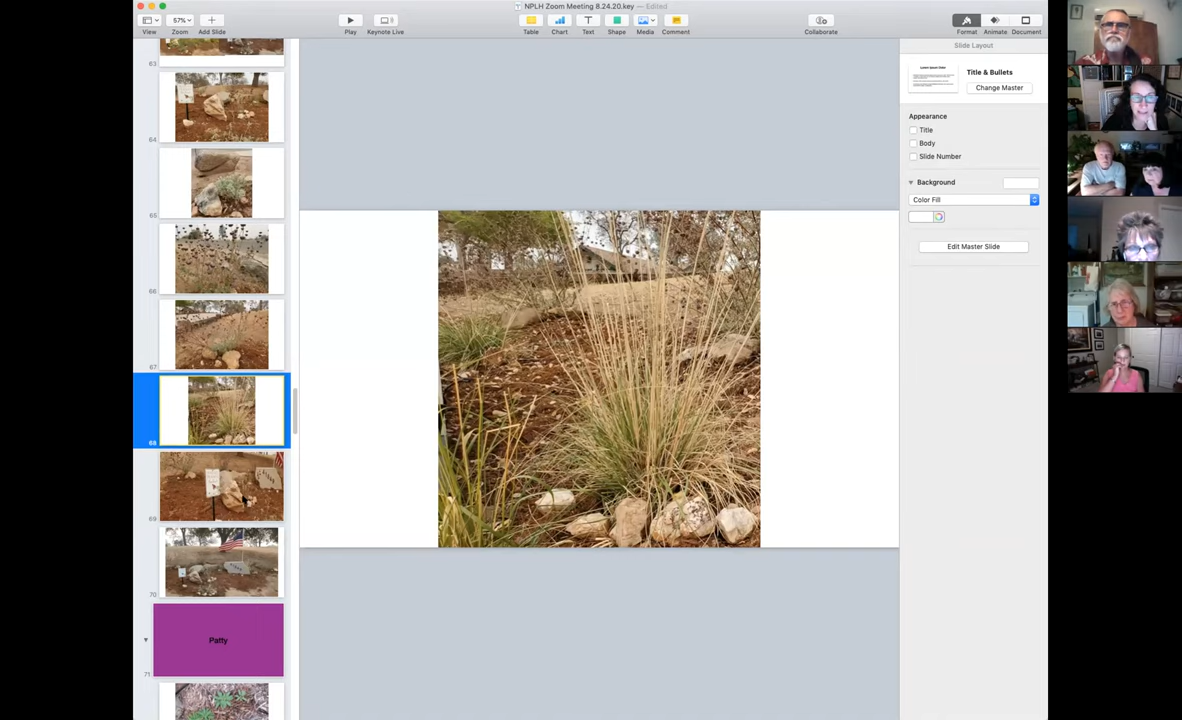 NPLH Zoom Meeting 8.24.20.key — Edited
57%
View Zoom Add Slide Play Keynote Live Table Chart Text Shape Media Comment Collaborate Format Animate Document
Slide Layout
Title & Bullets
Change Master
Appearance
Title
Body
Slide Number
Background
Color Fill
Edit Master Slide
63
64
65
66
67
68
69
70
Patty
71